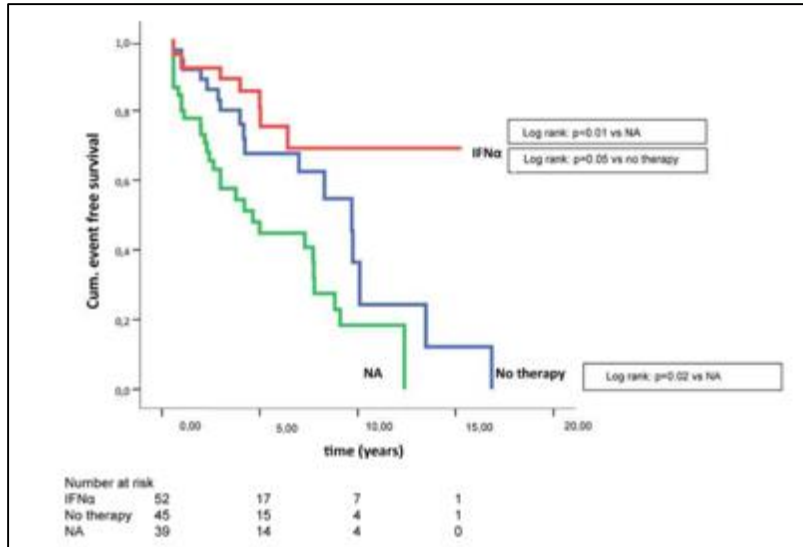 Cum. event free survival
1,0
0,8
0,6
0,4
0,2
0,0
IFNα
Log rank: p=0.01 vs NA
Log rank: p=0.05 vs no therapy
NA
No therapy
Log rank: p=0.02 vs NA
0,00 5,00 10,00 15,00 20.00
time (years)
Number at risk
IFNα 52 17 7 1
No therapy 45 15 4 1
NA 39 14 4 0